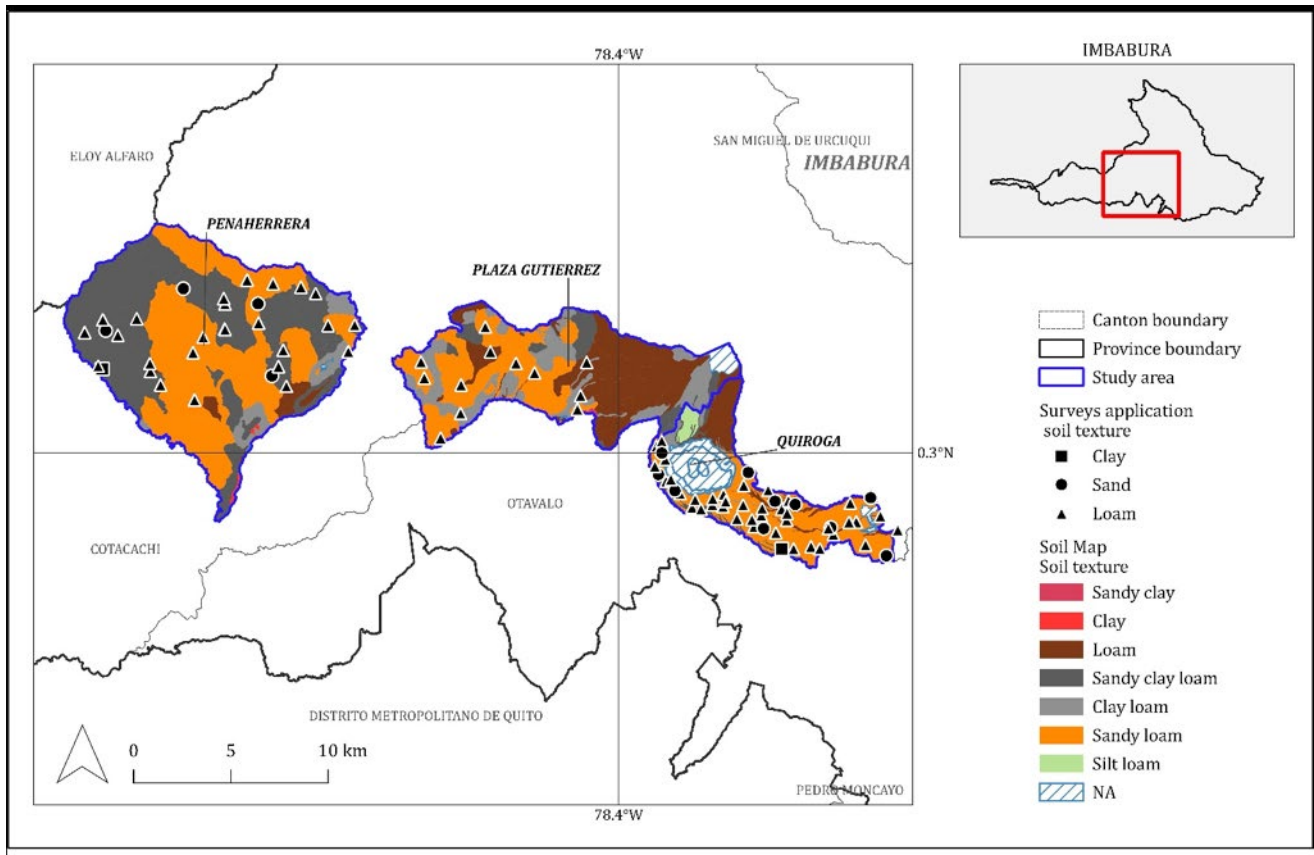 78.4°W
IMBABURA
SAN MIGUEL DE URCUQUI
ELOY ALFARO
IMBABURA
PENAHERRERA
PLAZA GUTIERREZ
Canton boundary
Province boundary
Study area
Surveys application
soil texture
Clay
Sand
Loam
QUIROGA
0.3°N
OTAVALO
COTACACHI
Soil Map
Soil texture
Sandy clay
Clay
Loam
Sandy clay loam
Clay loam
Sandy loam
Silt loam
NA
DISTRITO METROPOLITANO DE QUITO
0 5 10 km
PEDRO MONCAYO
78.4°W